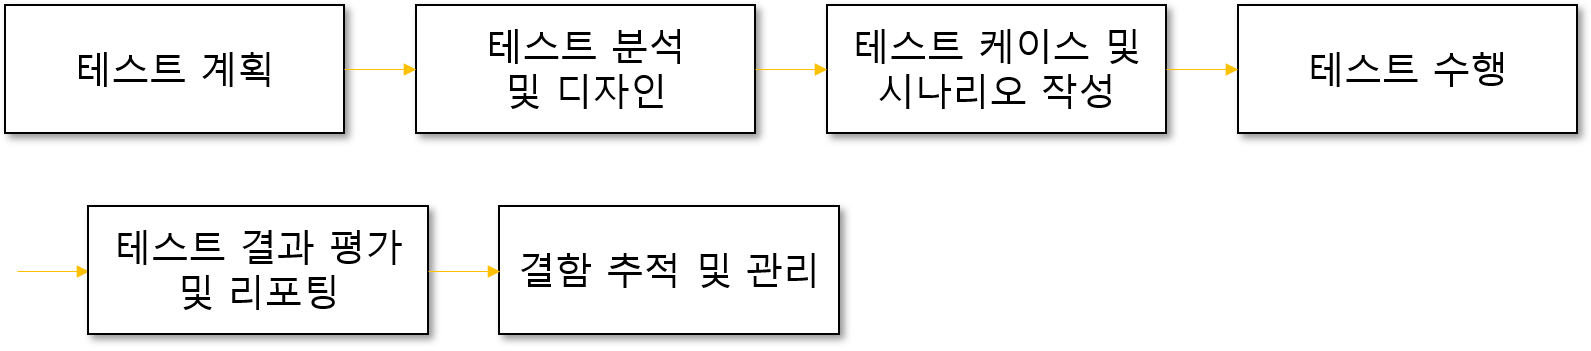 테스트 계획
테스트 분석
및 디자인
테스트 케이스 및
시나리오 작성
테스트 수행
테스트 결과 평가
및 리포팅
결함 추적 및 관리